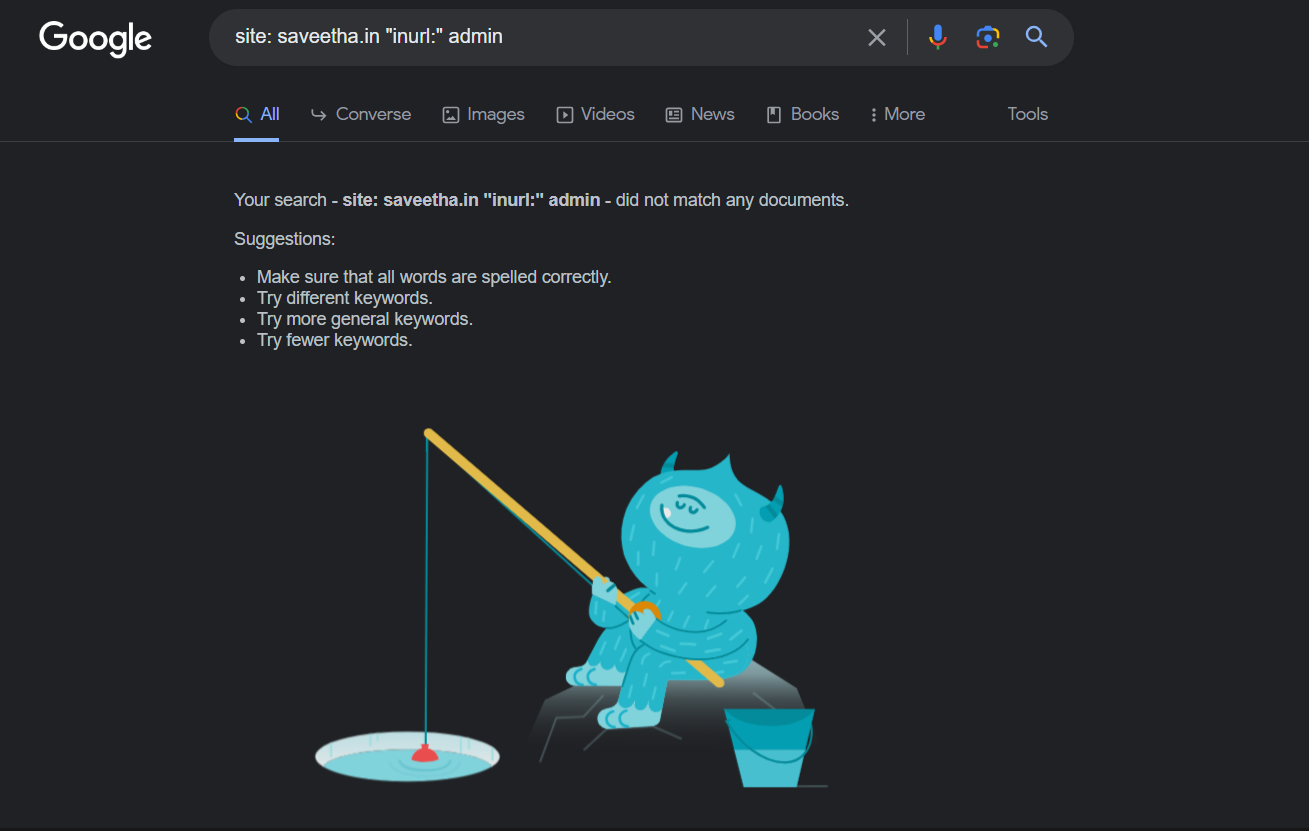 Google
site: saveetha.in "inurl:" admin
All Converse Images Videos News Books More Tools
Your search - site: saveetha.in "inurl:" admin - did not match any documents.
Suggestions:
Make sure that all words are spelled correctly.
Try different keywords.
Try more general keywords.
Try fewer keywords.